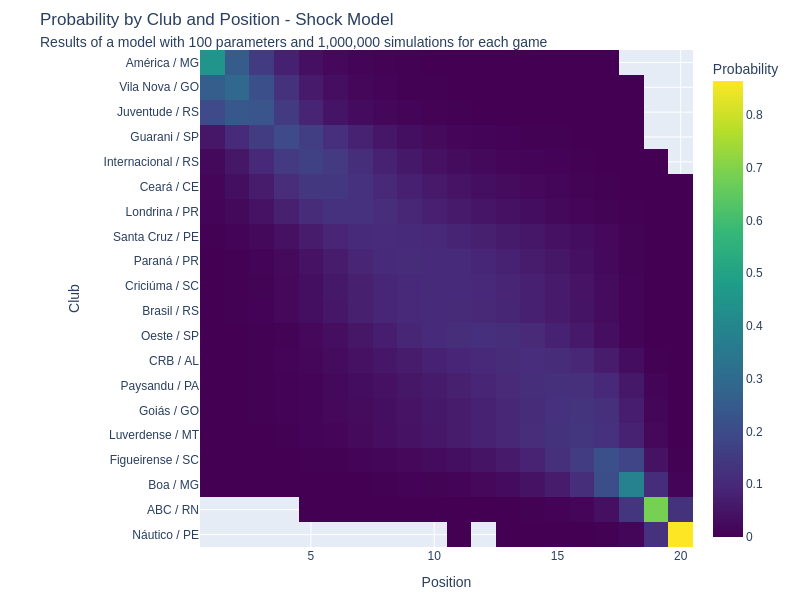 Probability by Club and Position - Shock Model
Results of a model with 100 parameters and 1,000,000 simulations for each game
Probability
América / MG
Vila Nova / GO
Juventude / RS
Guarani / SP
Internacional / RS
Ceará / CE
Londrina / PR
Santa Cruz / PE
Paraná / PR
Criciúma / SC
Brasil / RS
Oeste / SP
CRB / AL
Paysandu / PA
Goiás / GO
Luverdense / MT
Figueirense / SC
Boa / MG
ABC / RN
Náutico / PE
Club
5
10
15
20
Position
0.8
0.7
0.6
0.5
0.4
0.3
0.2
0.1
0